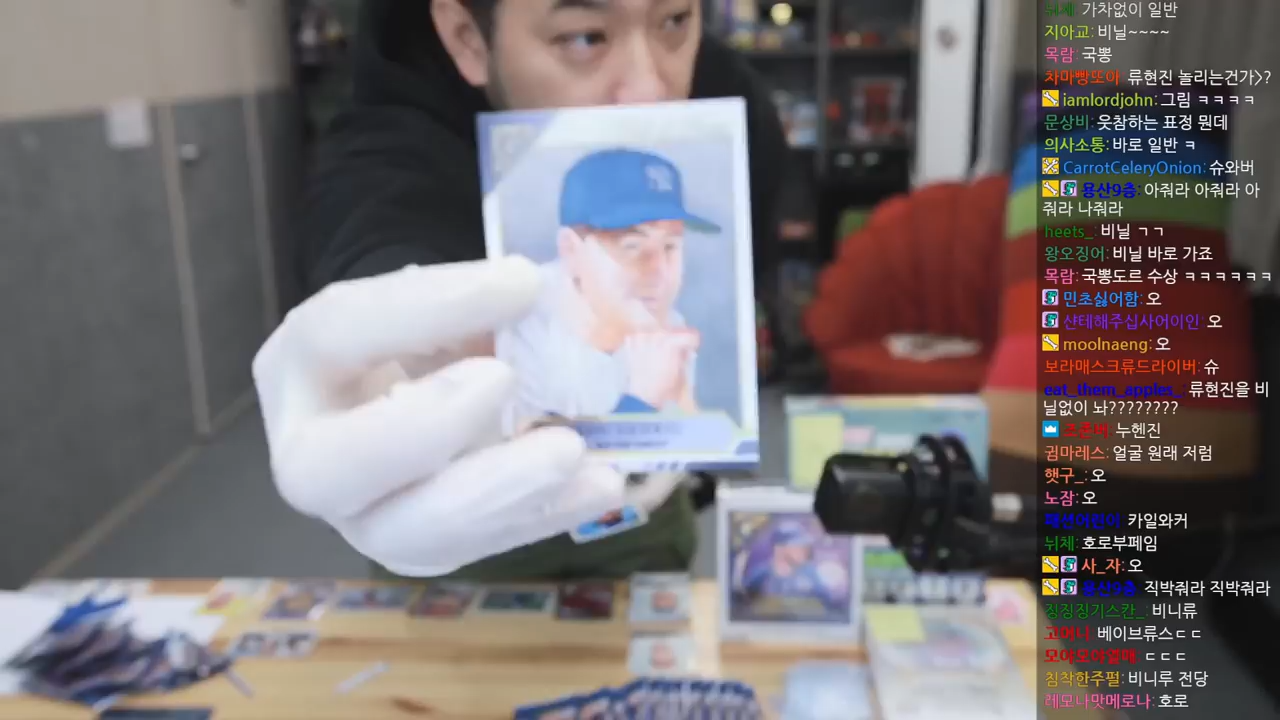 뉘체 가차없이 일반
지아교: 비닐~~~~
목람: 국뽕
차마빵또아 류현진 놀리는건가>?
iamlordjohn: 그림 ㅋㅋㅋㅋ
문상비: 웃참하는 표정 뭔데
의사소통: 바로 일반 ㅋ
CarrotCeleryOnion: 슈와버
용산9층: 아줘라 아줘라 아
줘라 나줘라
heets_: 비닐 ㄱㄱ
왕오징어: 비닐 바로 가죠
목람: 국뽕도르 수상 ㅋㅋㅋㅋㅋㅋ
민초싫어함: 오
샨테해주십사어이인: 오
moolnaeng: 오
보라매스크류드라이버: 슈
eat_them_apples_: 류현진을 비
닐없이 놔????????
누헨진
귐마레스: 얼굴 원래 저럼
햇구_: 오
노잠: 오
카일와커
뉘체: 호로부페임
사_자: 오
용산9층 직박줘라 직박줘라
징징징기스칸_: 비니류
고머니: 베이브류스ㄷㄷ
모야모야열매: ㄷㄷㄷ
침착한주펄: 비니루 전당
레모나맛메로나: 호로